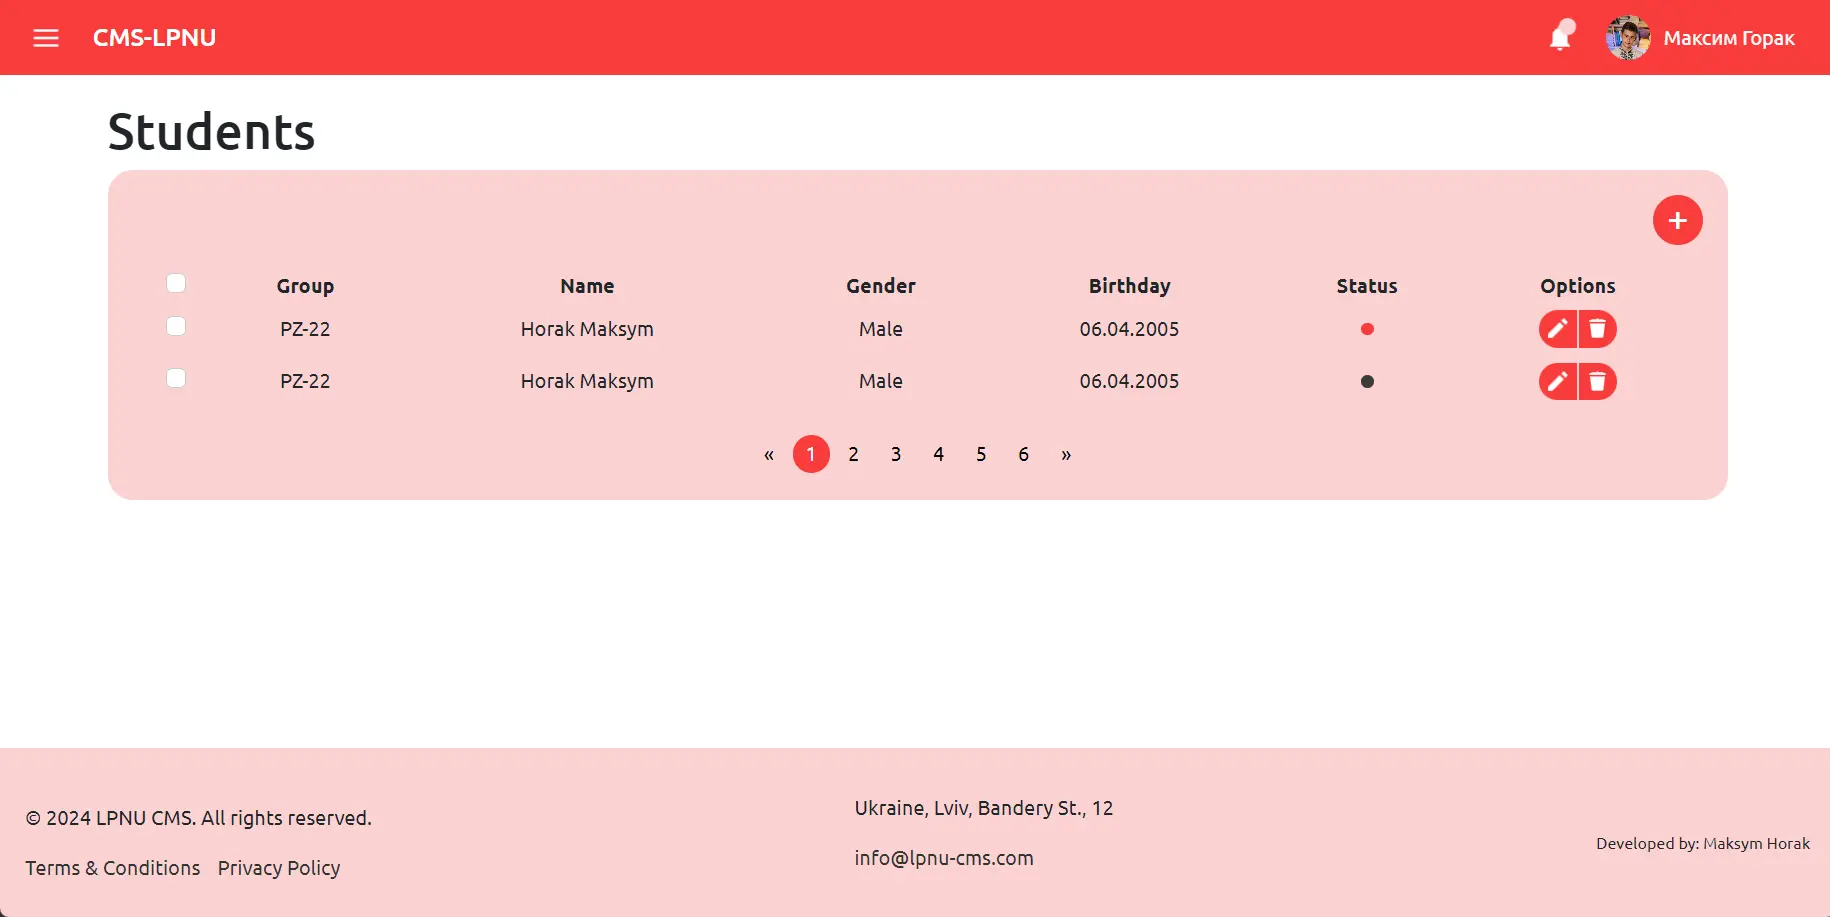 CMS-LPNU
Максим Горак
Students
+
Group Name Gender Birthday Status Options
PZ-22 Horak Maksym Male 06.04.2005
PZ-22 Horak Maksym Male 06.04.2005
« 1 2 3 4 5 6 »
© 2024 LPNU CMS. All rights reserved.
Terms & Conditions Privacy Policy
Ukraine, Lviv, Bandery St., 12
info@lpnu-cms.com
Developed by: Maksym Horak